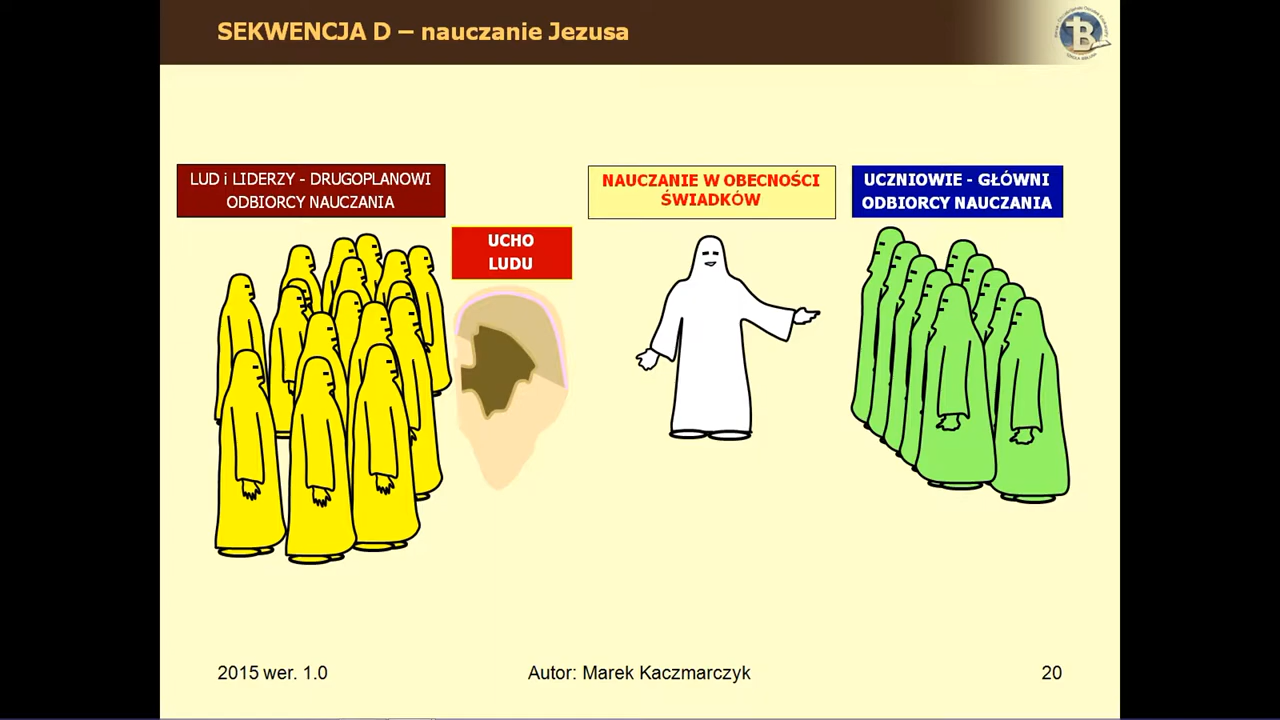 SEKWENCJA D – nauczanie Jezusa
LUD i LIDERZY - DRUGOPLANOWI
ODBIORCY NAUCZANIA
UCHO
LUDU
NAUCZANIE W OBECNOŚCI
ŚWIADKÓW
UCZNIOWIE - GŁÓWNI
ODBIORCY NAUCZANIA
2015 wer. 1.0
Autor: Marek Kaczmarczyk
20